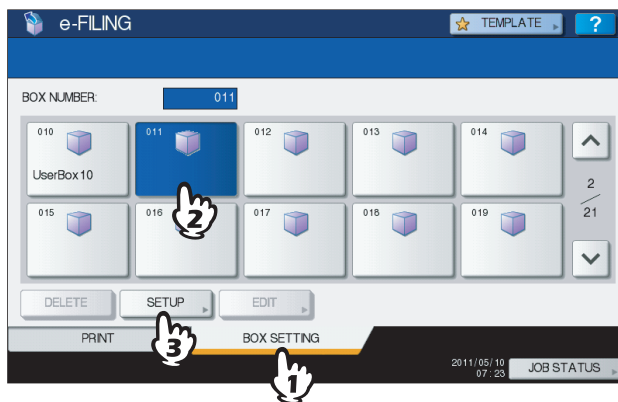 e-FILING
TEMPLATE
?
BOX NUMBER:
011
010
011
012
013
014
UserBox10
2
2
21
015
016
017
018
019
DELETE
SETUP
EDIT
3
PRINT
BOX SETTING
1
2011/05/10
07:23
JOB STATUS